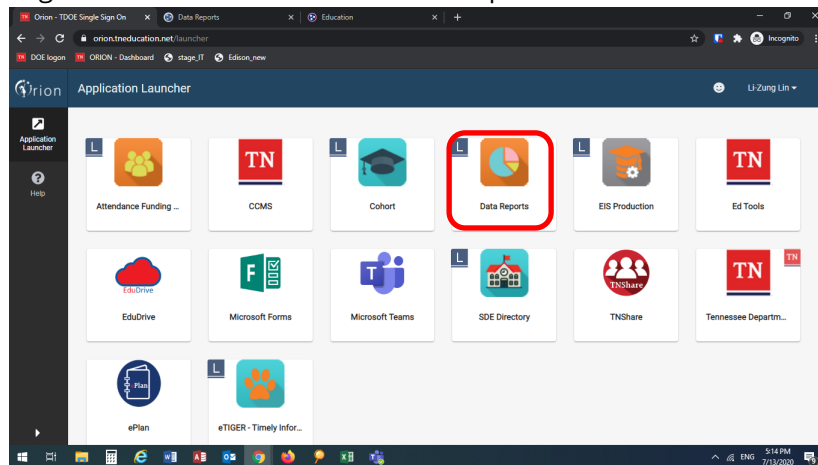 Orion - TDOE Single Sign On
Data Reports
Education
orion.tneducation.net/launcher
Incognito
DOE logon
ORION - Dashboard
stage_IT
Edison_new
Orion
Application Launcher
Li-Zung Lin
Application
Launcher
Help
L
L
L
L
TN
TN
Attendance Funding ...
CCMS
Cohort
Data Reports
EIS Production
Ed Tools
EduDrive
F
T
L
TNShare
TN
TN
EduDrive
Microsoft Forms
Microsoft Teams
SDE Directory
TNShare
Tennessee Departm...
Plan
L
ePlan
eTIGER - Timely Infor...
ENG
5:14 PM
7/13/2020